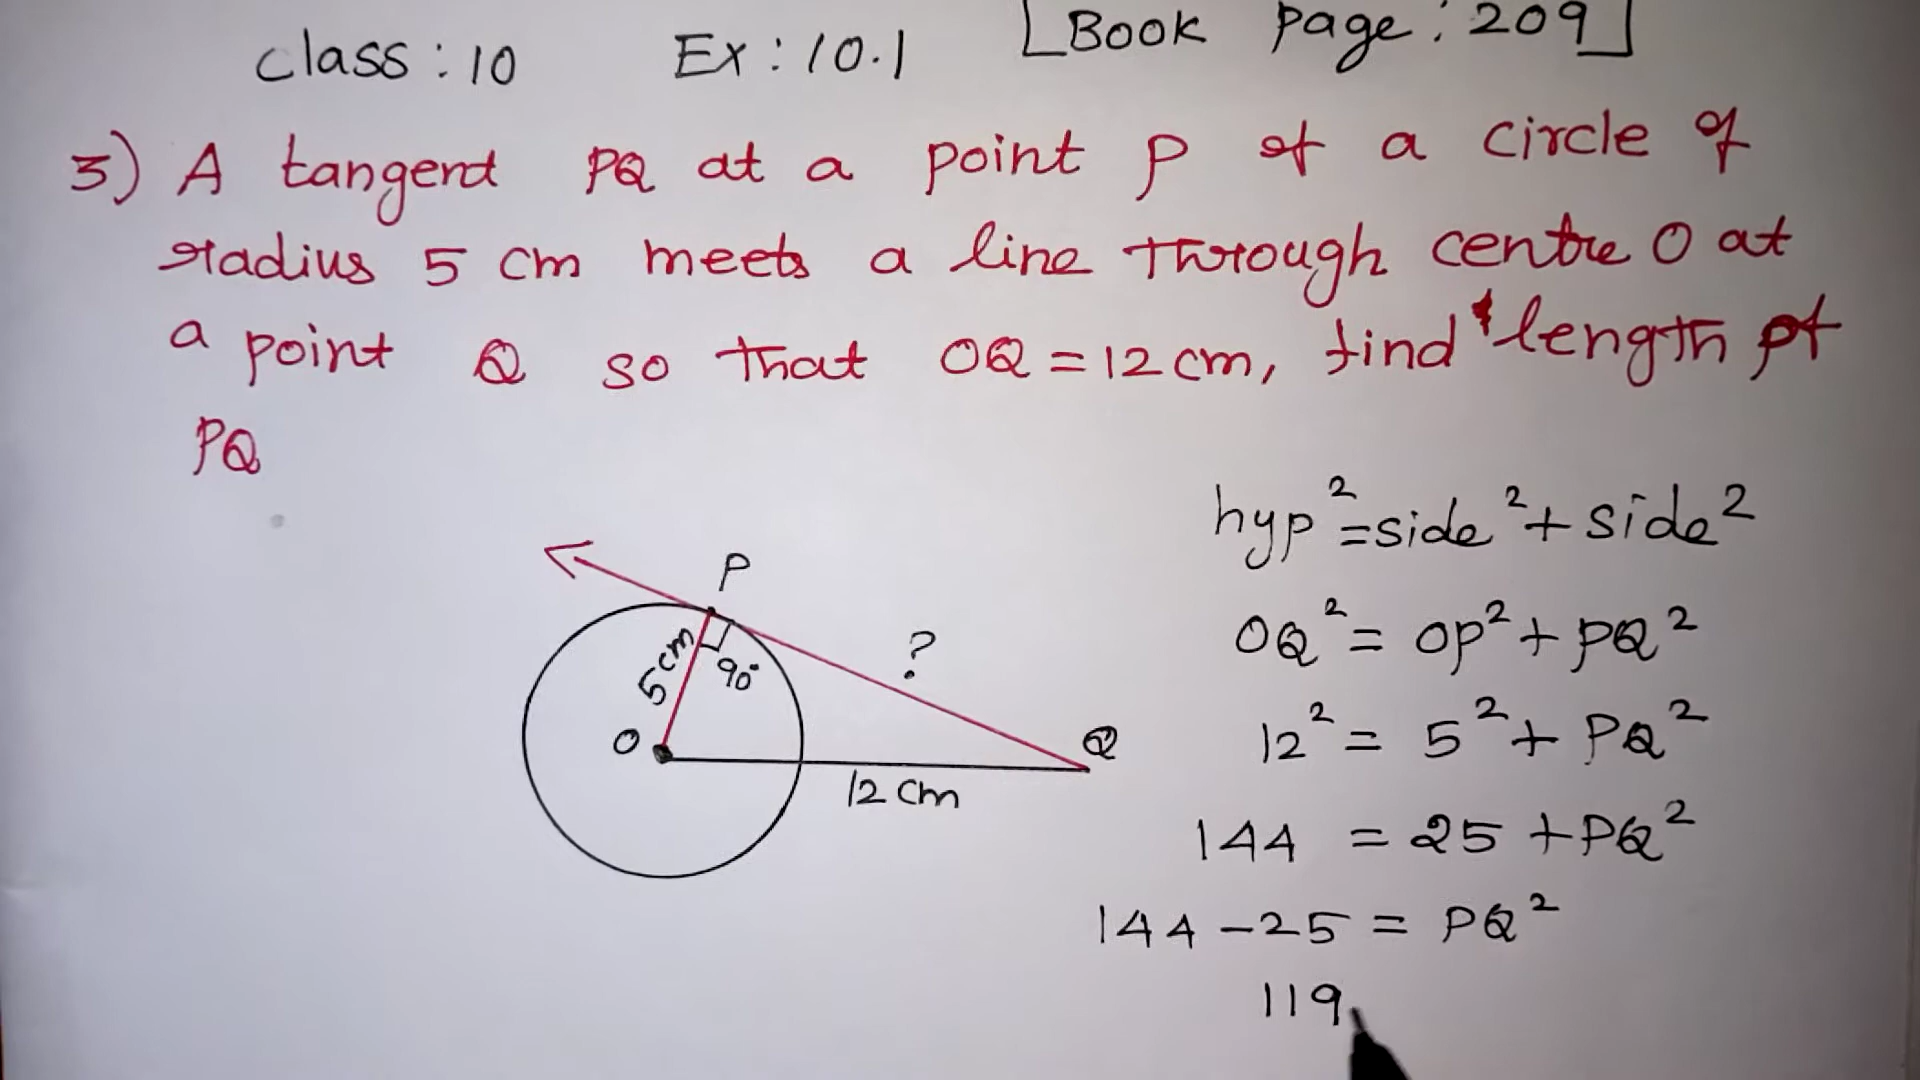 class : 10 Ex : 10.1 [Book page : 209]
3) A tangent PQ at a point P of a circle of
radius 5 cm meets a line through centre O at
a point Q so that OQ = 12 cm, find length of
PQ
hyp² = side² + side²
OQ² = OP² + PQ²
12² = 5² + PQ²
144 = 25 + PQ²
144 - 25 = PQ²
119
P
5 cm
90°
?
O
Q
12 cm